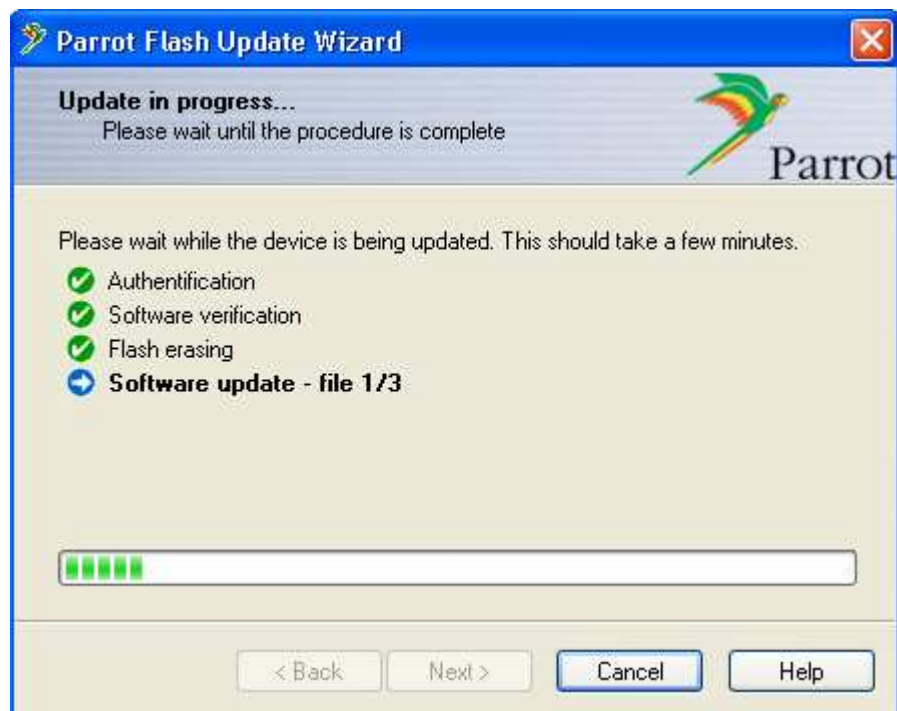 Parrot Flash Update Wizard
Update in progress...
Please wait until the procedure is complete
Parrot
Please wait while the device is being updated. This should take a few minutes.
Authentification
Software verification
Flash erasing
Software update - file 1/3
< Back Next > Cancel Help